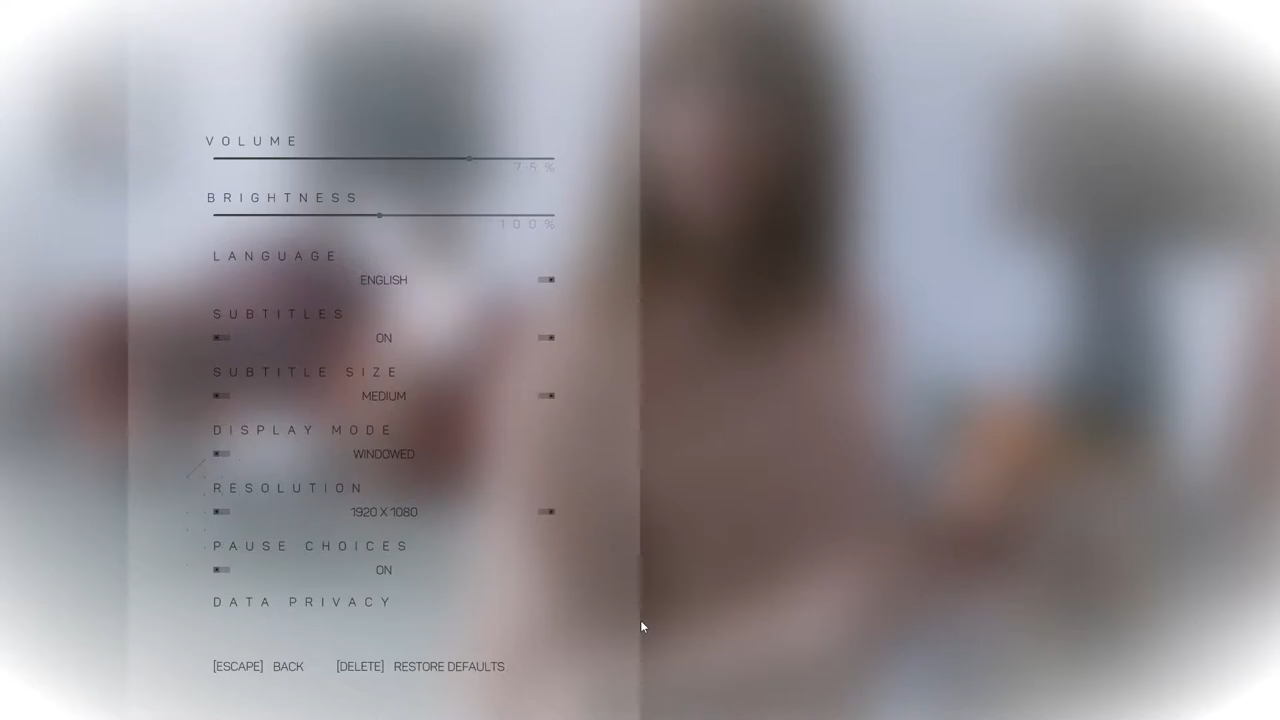 VOLUME
75%
BRIGHTNESS
100%
LANGUAGE
ENGLISH
SUBTITLES
ON
SUBTITLE SIZE
MEDIUM
DISPLAY MODE
WINDOWED
RESOLUTION
1920 X 1080
PAUSE CHOICES
ON
DATA PRIVACY
[ESCAPE] BACK [DELETE] RESTORE DEFAULTS